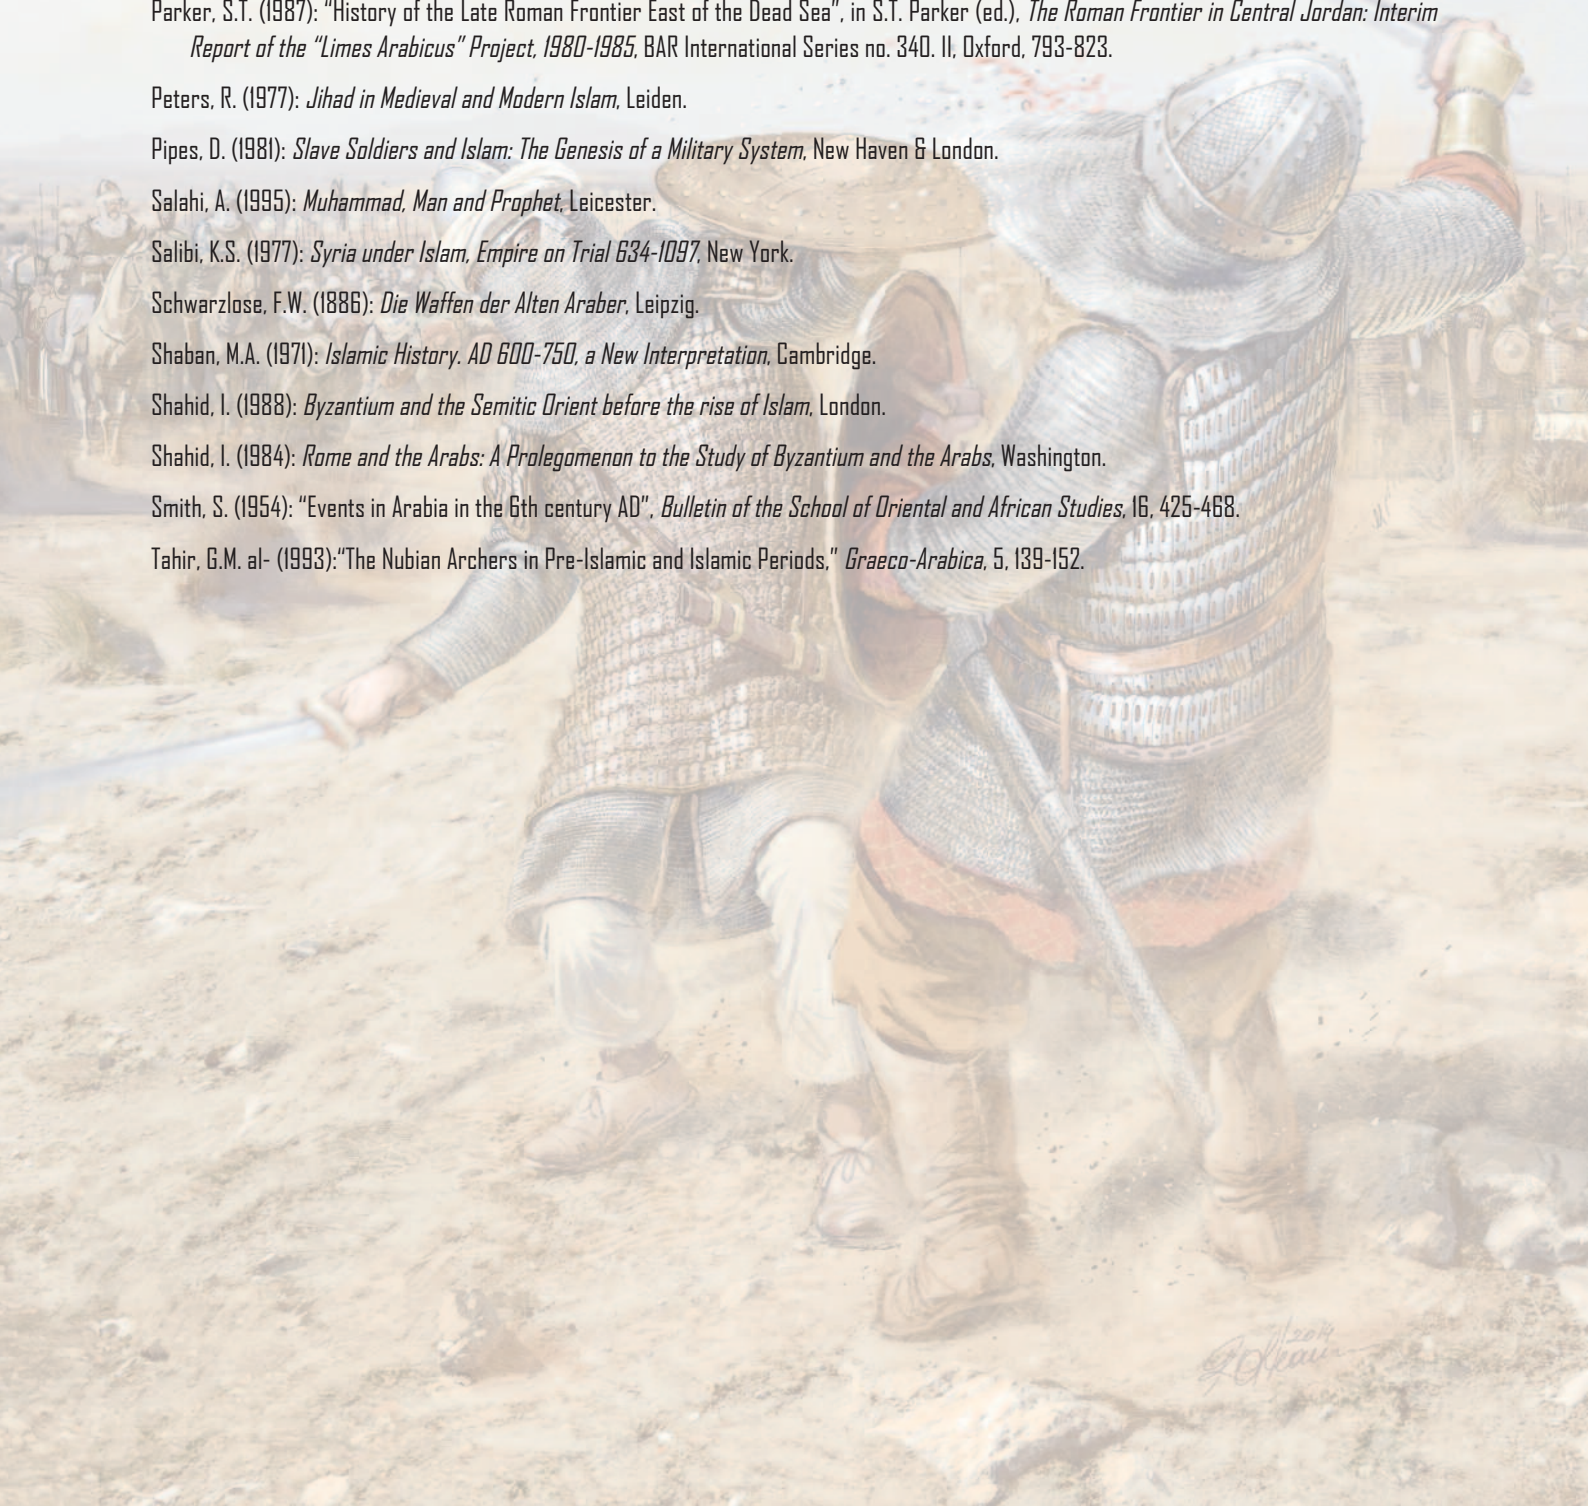 Parker, S.T. (1987): “History of the Late Roman Frontier East of the Dead Sea”, in S.T. Parker (ed.), The Roman Frontier in Central Jordan: Interim
Report of the “Limes Arabicus” Project, 1980-1985, BAR International Series no. 340. II, Oxford, 793-823.
Peters, R. (1977): Jihad in Medieval and Modern Islam, Leiden.
Pipes, D. (1981): Slave Soldiers and Islam: The Genesis of a Military System, New Haven & London.
Salahi, A. (1995): Muhammad, Man and Prophet, Leicester.
Salibi, K.S. (1977): Syria under Islam, Empire on Trial 634-1097, New York.
Schwarzlose, F.W. (1886): Die Waffen der Alten Araber, Leipzig.
Shaban, M.A. (1971): Islamic History. AD 600-750, a New Interpretation, Cambridge.
Shahid, I. (1988): Byzantium and the Semitic Orient before the rise of Islam, London.
Shahid, I. (1984): Rome and the Arabs: A Prolegomenon to the Study of Byzantium and the Arabs, Washington.
Smith, S. (1954): “Events in Arabia in the 6th century AD”, Bulletin of the School of Oriental and African Studies, 16, 425-468.
Tahir, G.M. al- (1993):“The Nubian Archers in Pre-Islamic and Islamic Periods,” Graeco-Arabica, 5, 139-152.